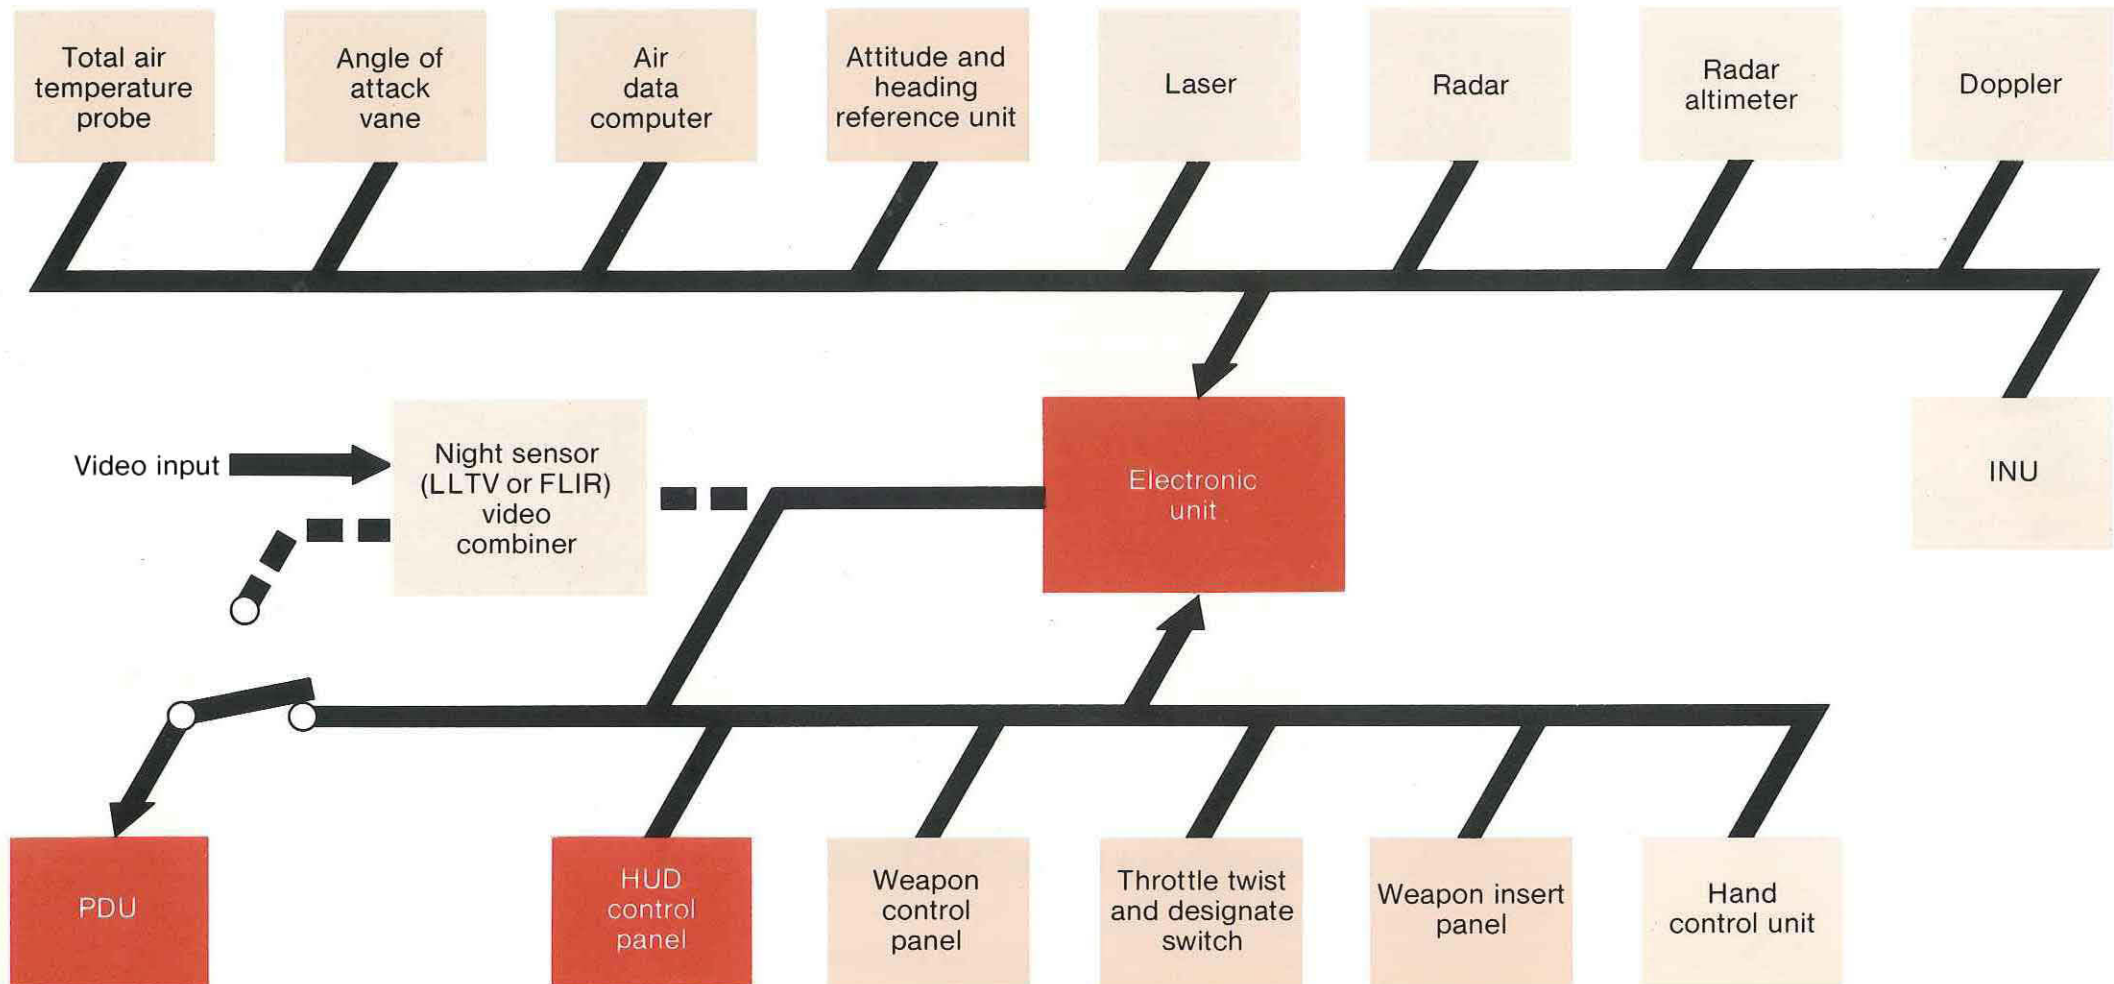 Total air
temperature
probe
Angle of
attack
vane
Air
data
computer
Attitude and
heading
reference unit
Laser
Radar
Radar
altimeter
Doppler
Video input
Night sensor
(LLTV or FLIR)
video
combiner
Electronic
unit
INU
PDU
HUD
control
panel
Weapon
control
panel
Throttle twist
and designate
switch
Weapon insert
panel
Hand
control unit